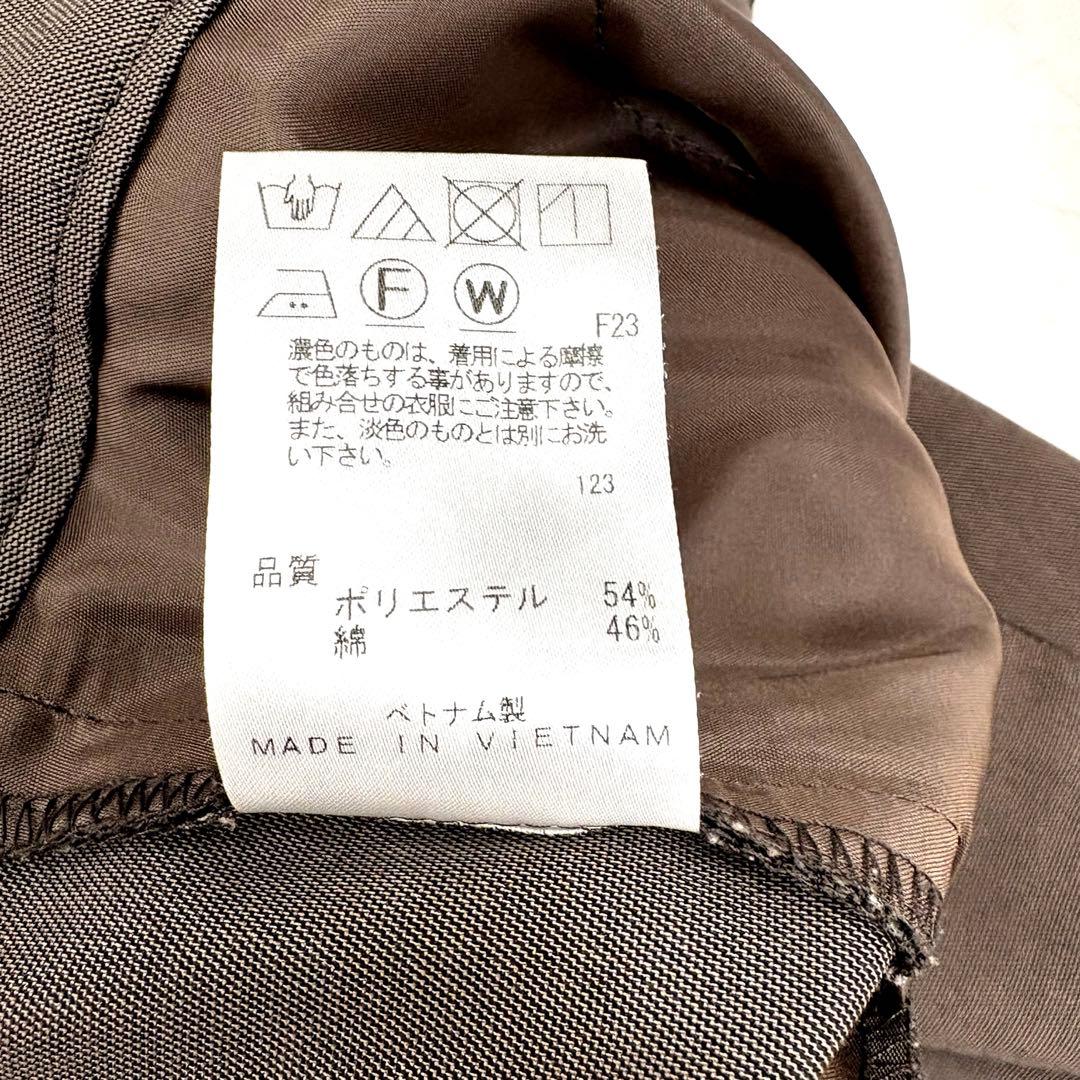 F W
F23
濃色のものは、着用による摩擦
で色落ちする事がありますので、
組み合せの衣服にご注意下さい。
また、淡色のものとは別にお洗
い下さい。
123
品質
ポリエステル 54%
綿 46%
ベトナム製
MADE IN VIETNAM